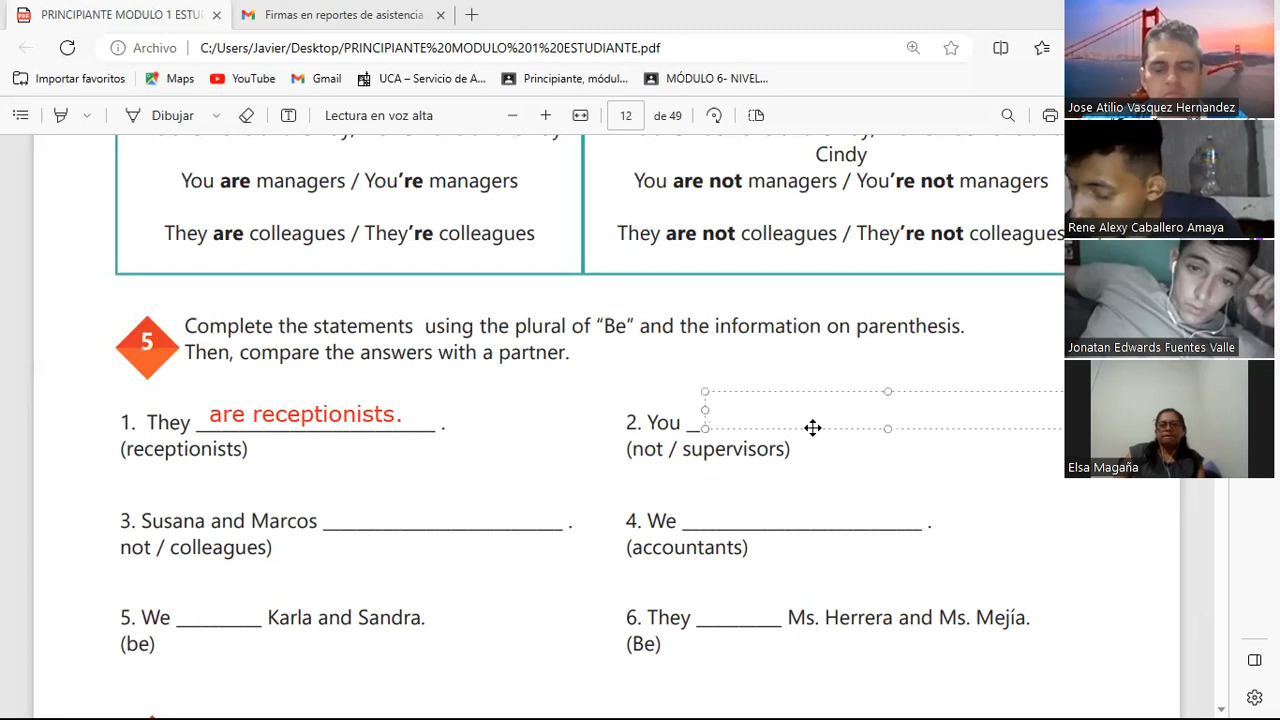 PRINCIPIANTE MODULO 1 ESTU
Firmas en reportes de asistencia
Archivo
C:/Users/Javier/Desktop/PRINCIPIANTE%20MODULO%201%20ESTUDIANTE.pdf
Importar favoritos
Maps
YouTube
Gmail
UCA – Servicio de A...
Principiante, módul...
MÓDULO 6- NIVEL...
Dibujar
Lectura en voz alta
12
de 49
Cindy
You are managers / You're managers
You are not managers / You're not managers
They are colleagues / They're colleagues
They are not colleagues / They're not colleagues
5
Complete the statements using the plural of “Be” and the information on parenthesis.
Then, compare the answers with a partner.
1. They are receptionists. ________________________ .
(receptionists)
2. You _
(not / supervisors)
3. Susana and Marcos ________________________ .
not / colleagues)
4. We ________________________ .
(accountants)
5. We _________ Karla and Sandra.
(be)
6. They _________ Ms. Herrera and Ms. Mejía.
(Be)
Jose Atilio Vasquez Hernandez
Rene Alexy Caballero Amaya
Jonatan Edwards Fuentes Valle
Elsa Magaña